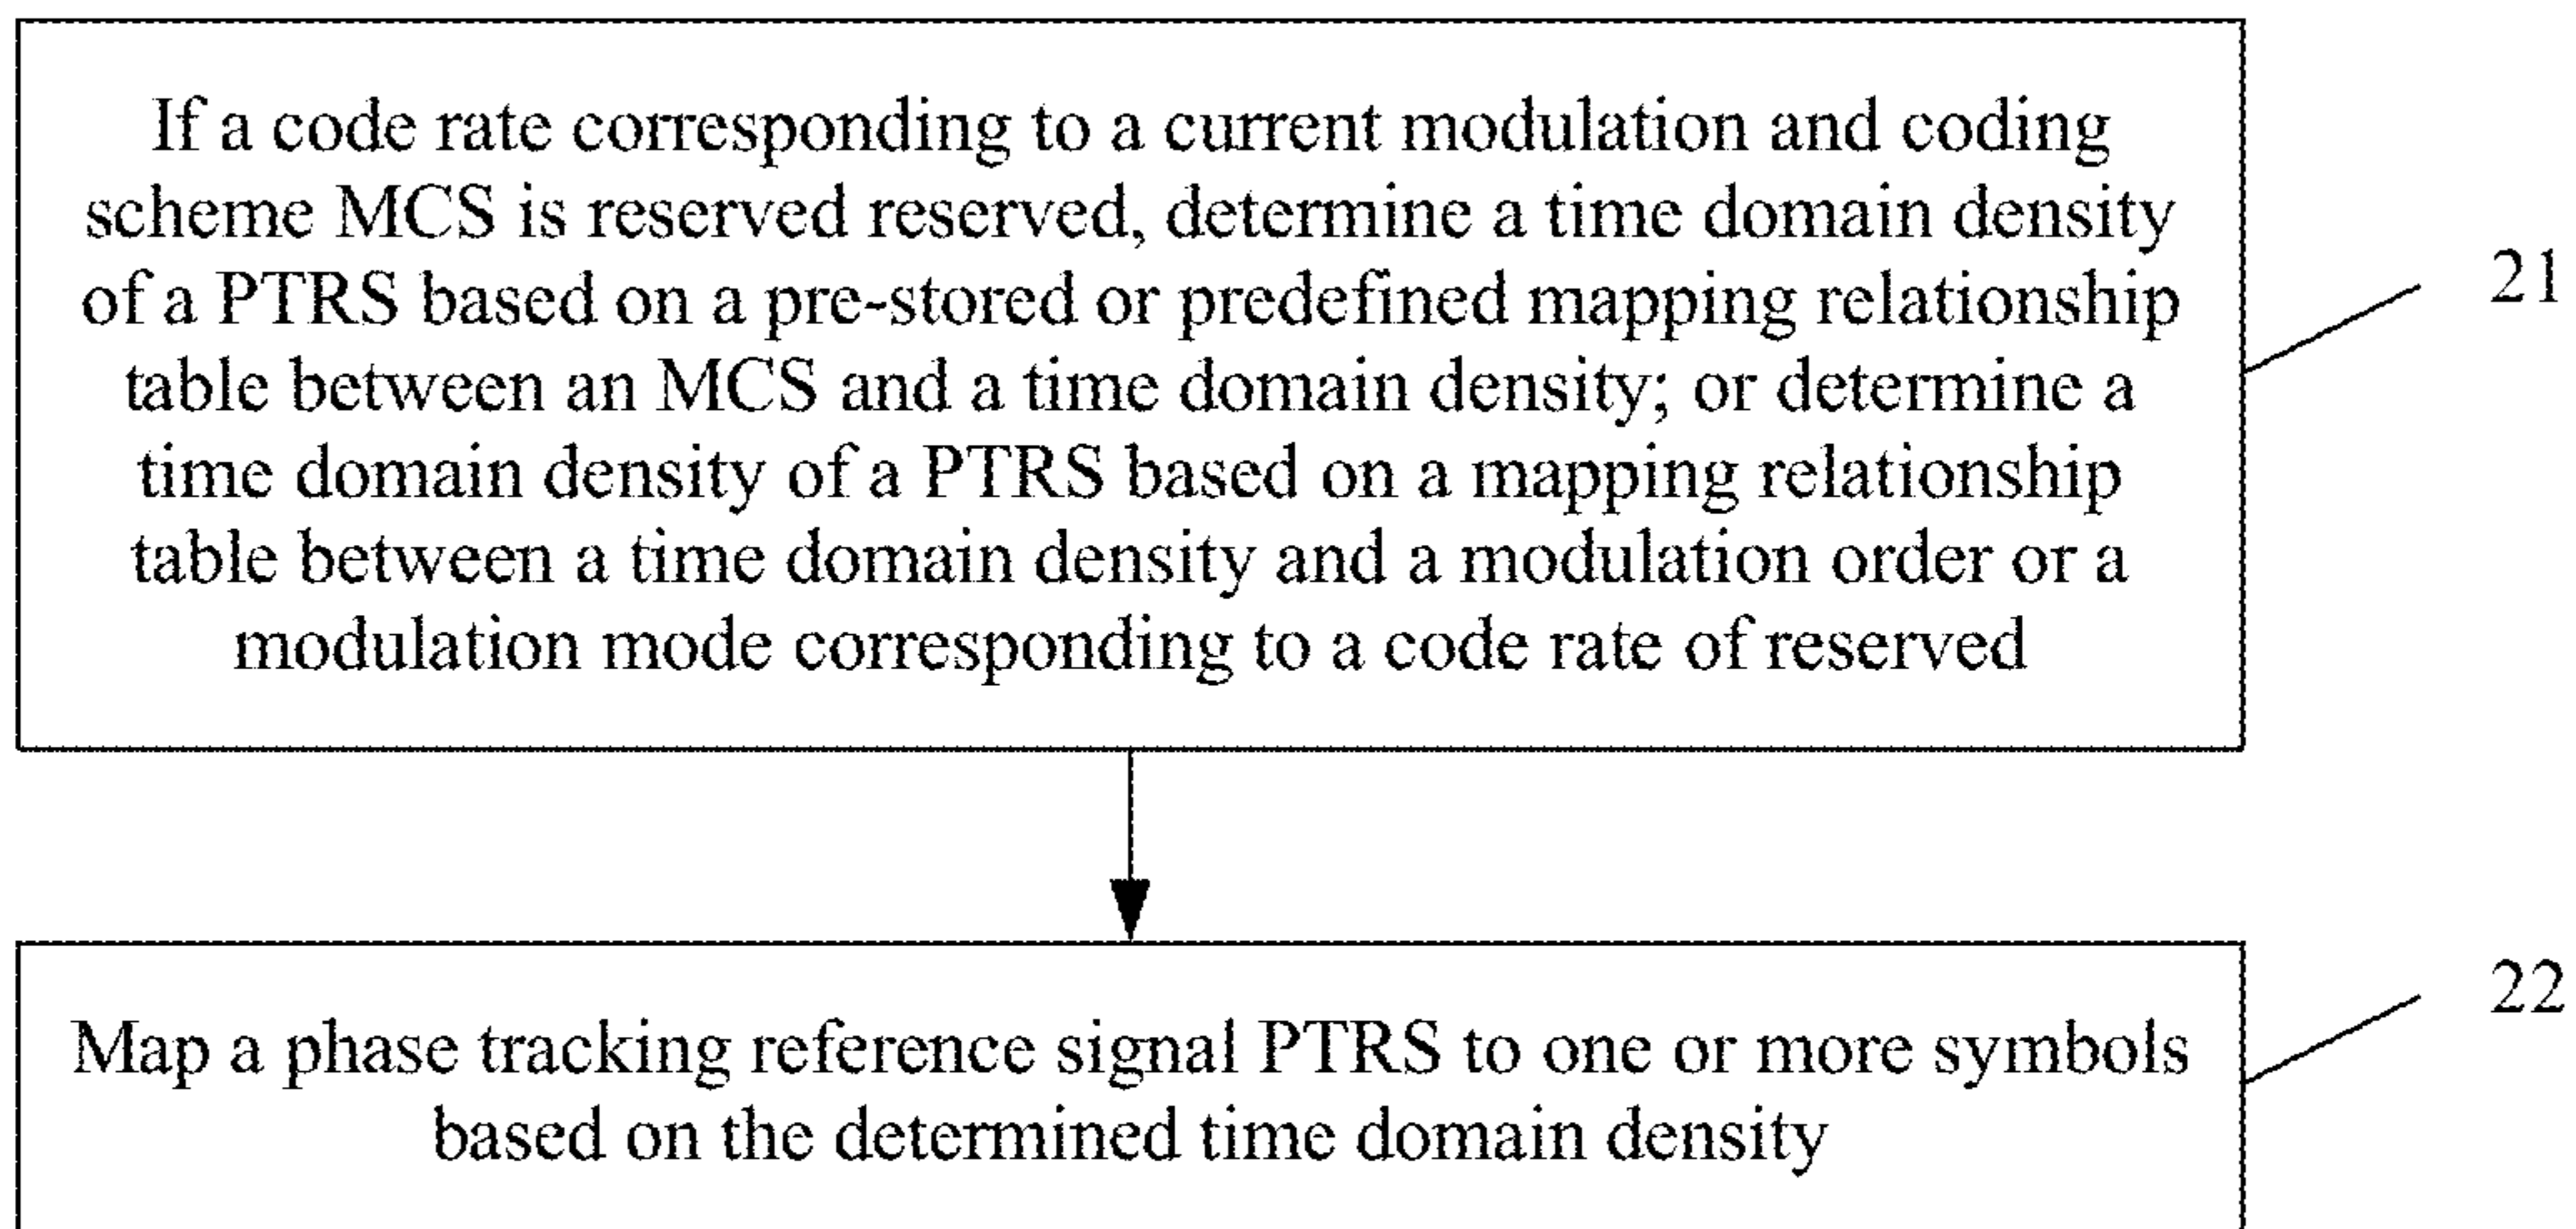 If a code rate corresponding to a current modulation and coding
scheme MCS is reserved reserved, determine a time domain density
of a PTRS based on a pre-stored or predefined mapping relationship
table between an MCS and a time domain density; or determine a
time domain density of a PTRS based on a mapping relationship
table between a time domain density and a modulation order or a
modulation mode corresponding to a code rate of reserved
21
Map a phase tracking reference signal PTRS to one or more symbols
based on the determined time domain density
22